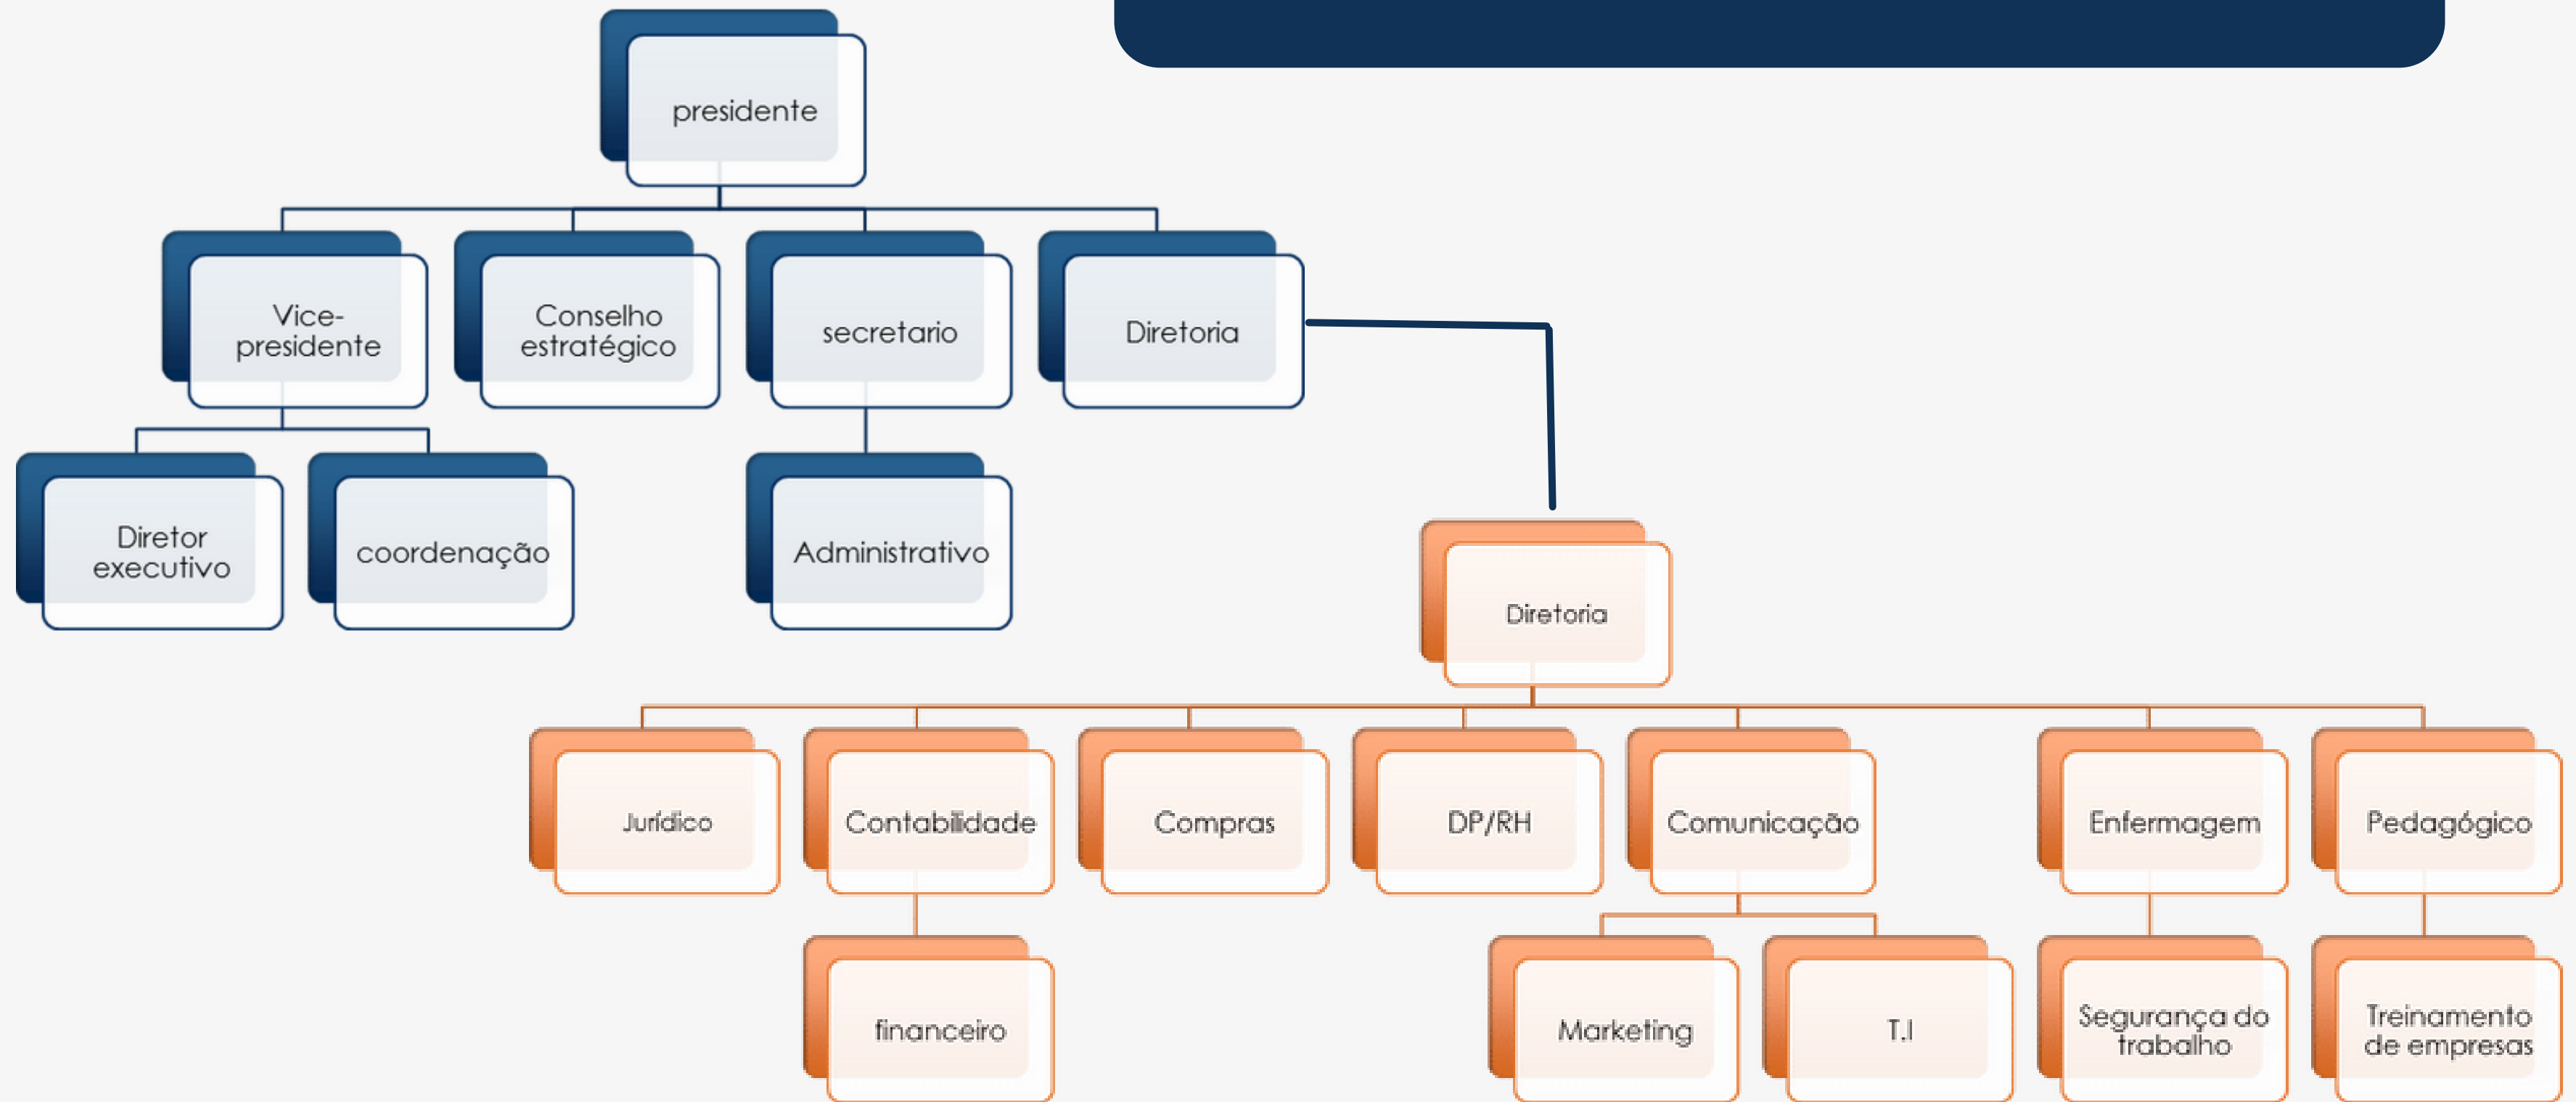 presidente
Vice-
presidente
Conselho
estratégico
secretario
Diretoria
Diretor
executivo
coordenação
Administrativo
Diretoria
Jurídico
Contabilidade
Compras
DP/RH
Comunicação
Enfermagem
Pedagógico
financeiro
Marketing
T.I
Segurança do
trabalho
Treinamento
de empresas